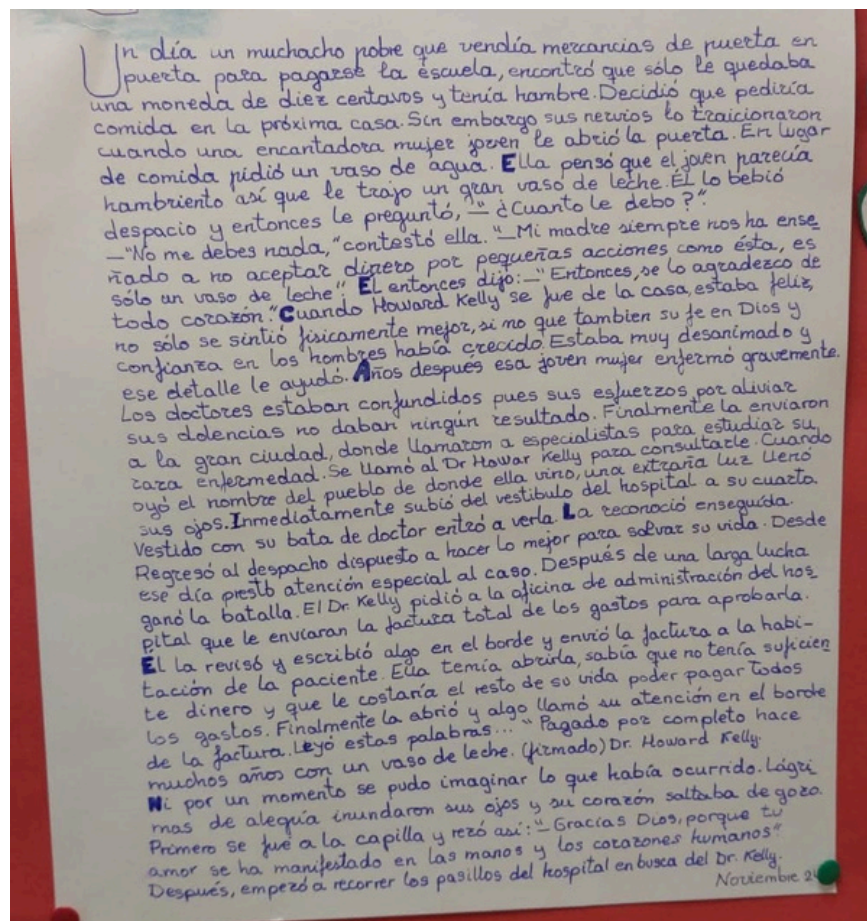 Un día un muchacho pobre que vendía mercancias de puerta en
puerta para pagarse la escuela, encontró que sólo le quedaba
una moneda de diez centavos y tenía hambre. Decidió que pediría
comida en la próxima casa. Sin embargo sus nervios lo traicionaron
cuando una encantadora mujer joven le abrió la puerta. En lugar
de comida pidió un vaso de agua. Ella pensó que el joven parecía
hambriento así que le trajo un gran vaso de leche. ÉL lo bebió
despacio y entonces le preguntó, —"¿Cuanto le debo?".
—"No me debes nada," contestó ella. "—Mi madre siempre nos ha ense
ñado a no aceptar dinero por pequeñas acciones como ésta, es
sólo un vaso de leche". ÉL entonces dijo: —"Entonces, se lo agradezco de
todo corazón." Cuando Howard Kelly se fue de la casa, estaba feliz,
no sólo se sintió fisicamente mejor, si no que tambien su fe en Dios y
confianza en los hombres había crecido. Estaba muy desanimado y
ese detalle le ayudó. Años después esa joven mujer enfermó gravemente.
Los doctores estaban confundidos pues sus esfuerzos por aliviar
sus dolencias no daban ningún resultado. Finalmente la enviaron
a la gran ciudad, donde llamaron a especialistas para estudiar su
rara enfermedad. Se llamó al Dr Howar Kelly para consultarle. Cuando
oyó el nombre del pueblo de donde ella vino, una extraña luz llenó
sus ojos. Inmediatamente subió del vestibulo del hospital a su cuarto.
Vestido con su bata de doctor entró a verla. La reconoció enseguída.
Regresó al despacho dispuesto a hacer lo mejor para salvar su vida. Desde
ese día prestó atención especial al caso. Después de una larga lucha
ganó la batalla. El Dr. Kelly pidió a la oficina de administración del hos
pital que le enviaran la factura total de los gastos para aprobarla.
ÉL la revisó y escribió algo en el borde y envió la factura a la habi-
tación de la paciente. Ella temía abrirla, sabía que no tenía suficien
te dinero y que le costaría el resto de su vida poder pagar todos
los gastos. Finalmente la abrió y algo llamó su atención en el borde
de la factura. Leyó estas palabras... "Pagado por completo hace
muchos años con un vaso de leche. (firmado) Dr. Howard Kelly.
Ni por un momento se pudo imaginar lo que había ocurrido. Lágri
mas de alegría inundaron sus ojos y su corazón saltaba de gozo.
Primero se fué a la capilla y rezó así: "—Gracias Dios, porque tu
amor se ha manifestado en las manos y los corazones humanos"
Después, empezó a recorrer los pasillos del hospital en busca del Dr. Kelly.
Noviembre